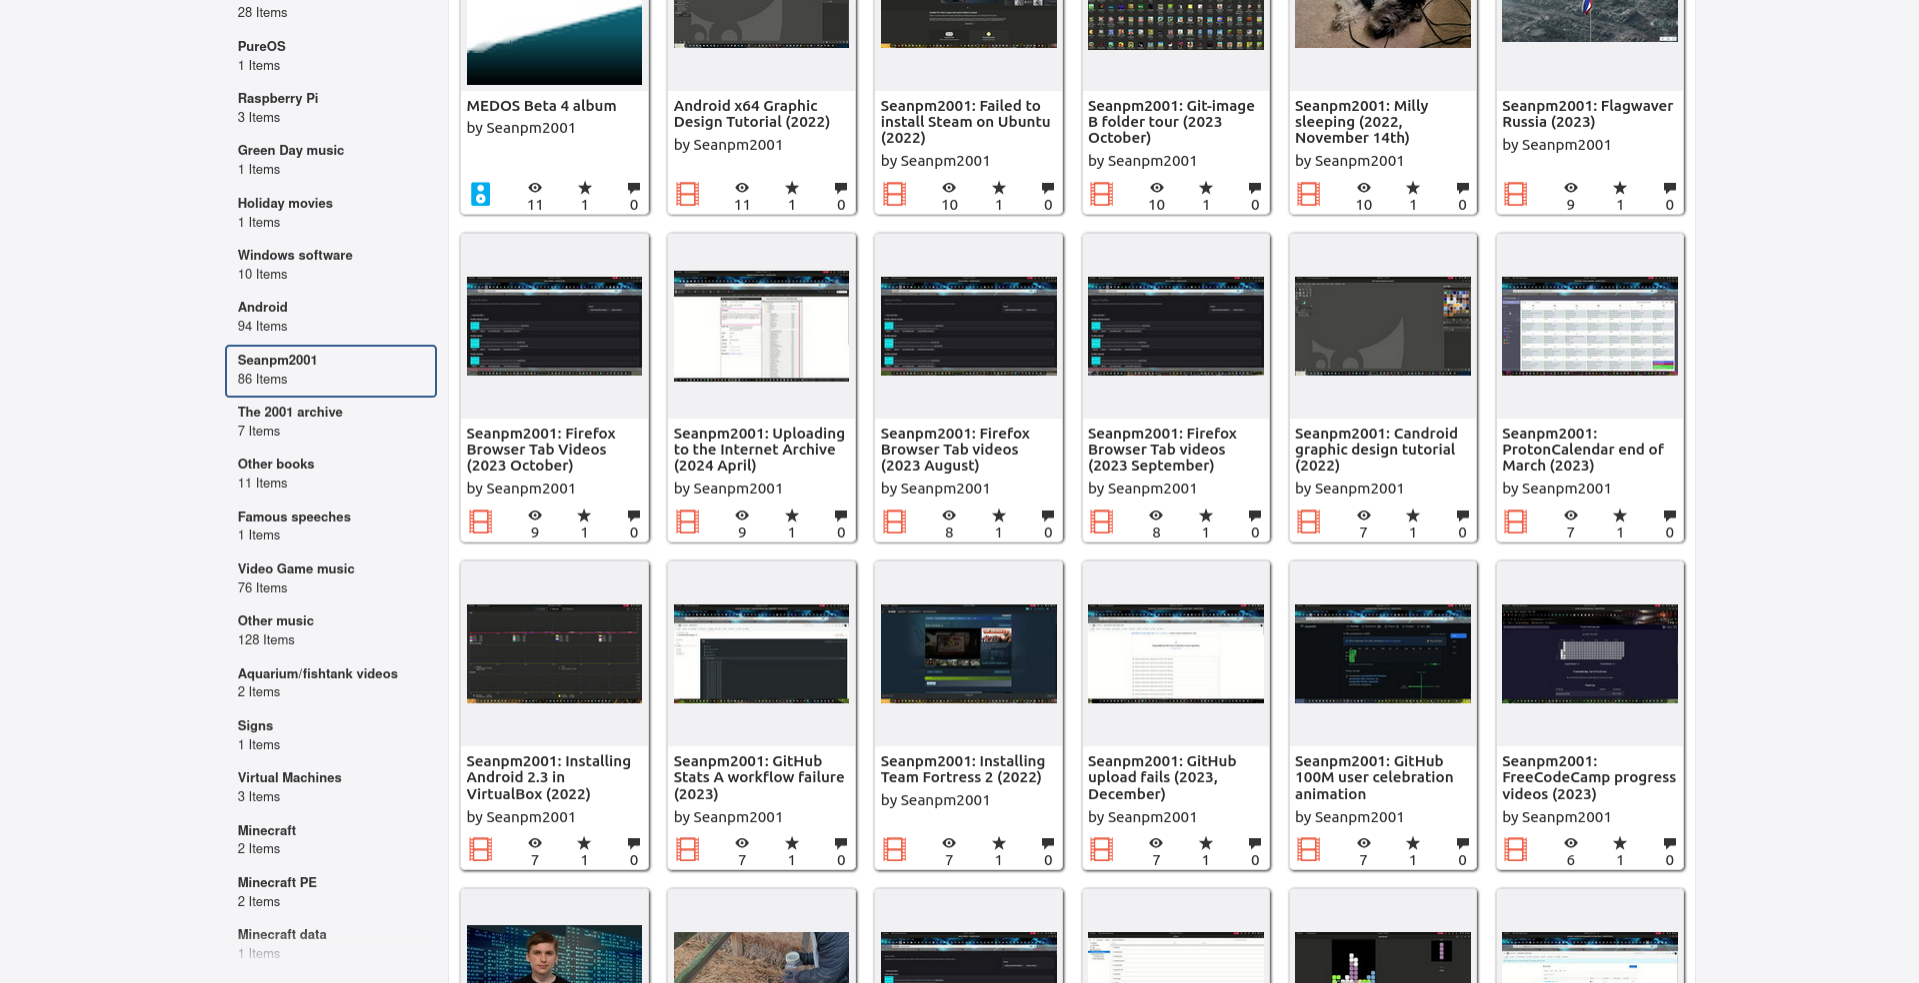 28 Items
PureOS
1 Items
Raspberry Pi
3 Items
Green Day music
1 Items
Holiday movies
1 Items
Windows software
10 Items
Android
94 Items
Seanpm2001
86 Items
The 2001 archive
7 Items
Other books
11 Items
Famous speeches
1 Items
Video Game music
76 Items
Other music
128 Items
Aquarium/fishtank videos
2 Items
Signs
1 Items
Virtual Machines
3 Items
Minecraft
2 Items
Minecraft PE
2 Items
Minecraft data
1 Items
MEDOS Beta 4 album
by Seanpm2001
11 1 0
Android x64 Graphic
Design Tutorial (2022)
by Seanpm2001
11 1 0
Seanpm2001: Failed to
install Steam on Ubuntu
(2022)
by Seanpm2001
10 1 0
Seanpm2001: Git-image
B folder tour (2023
October)
by Seanpm2001
10 1 0
Seanpm2001: Milly
sleeping (2022,
November 14th)
by Seanpm2001
10 1 0
Seanpm2001: Flagwaver
Russia (2023)
by Seanpm2001
9 1 0
Seanpm2001: Firefox
Browser Tab Videos
(2023 October)
by Seanpm2001
9 1 0
Seanpm2001: Uploading
to the Internet Archive
(2024 April)
by Seanpm2001
9 1 0
Seanpm2001: Firefox
Browser Tab videos
(2023 August)
by Seanpm2001
8 1 0
Seanpm2001: Firefox
Browser Tab videos
(2023 September)
by Seanpm2001
8 1 0
Seanpm2001: Candroid
graphic design tutorial
(2022)
by Seanpm2001
7 1 0
Seanpm2001:
ProtonCalendar end of
March (2023)
by Seanpm2001
7 1 0
Seanpm2001: Installing
Android 2.3 in
VirtualBox (2022)
by Seanpm2001
7 1 0
Seanpm2001: GitHub
Stats A workflow failure
(2023)
by Seanpm2001
7 1 0
Seanpm2001: Installing
Team Fortress 2 (2022)
by Seanpm2001
7 1 0
Seanpm2001: GitHub
upload fails (2023,
December)
by Seanpm2001
7 1 0
Seanpm2001: GitHub
100M user celebration
animation
by Seanpm2001
7 1 0
Seanpm2001:
FreeCodeCamp progress
videos (2023)
by Seanpm2001
6 1 0